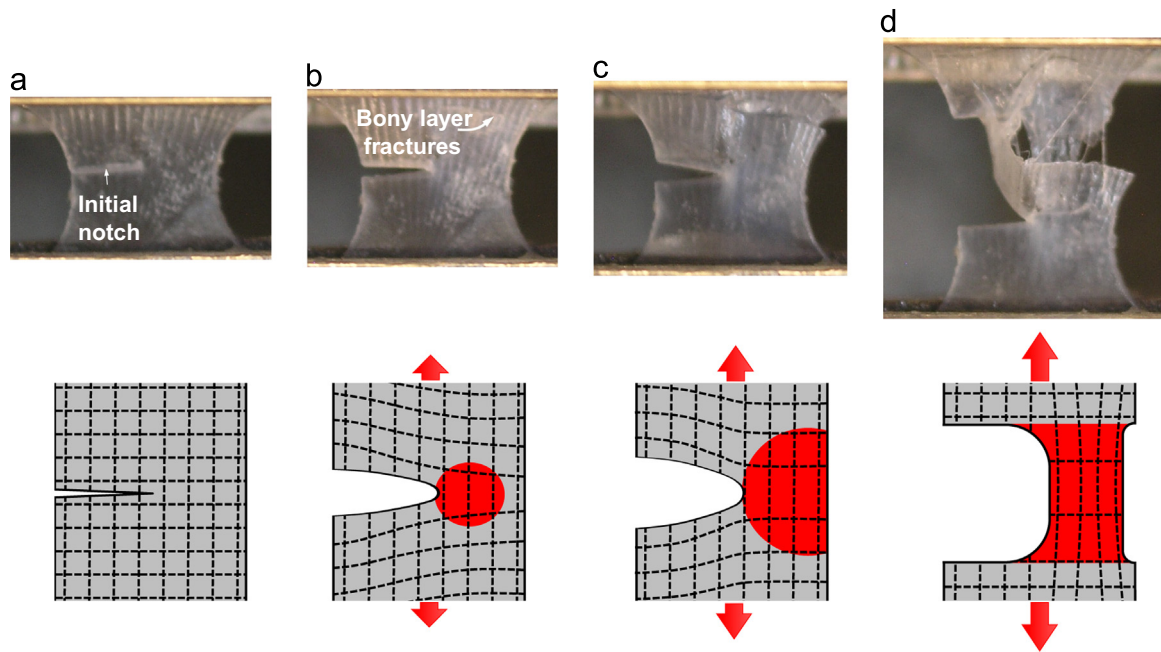 a
b
c
d
Initial
notch
Bony layer
fractures